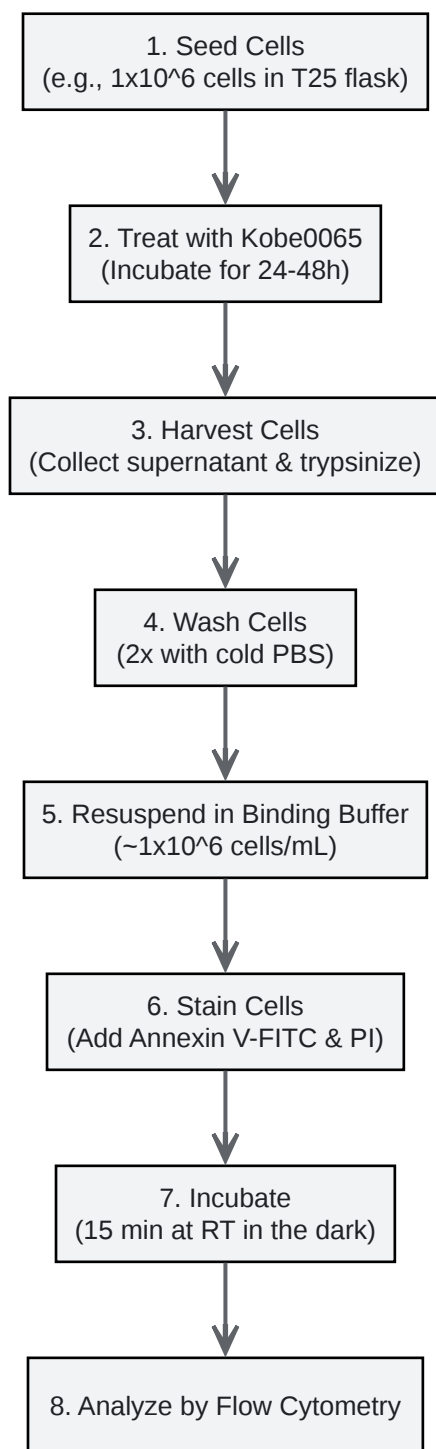 1. Seed Cells
(e.g., 1x10^6 cells in T25 flask)
2. Treat with Kobe0065
(Incubate for 24-48h)
3. Harvest Cells
(Collect supernatant & trypsinize)
4. Wash Cells
(2x with cold PBS)
5. Resuspend in Binding Buffer
(~1x10^6 cells/mL)
6. Stain Cells
(Add Annexin V-FITC & PI)
7. Incubate
(15 min at RT in the dark)
8. Analyze by Flow Cytometry